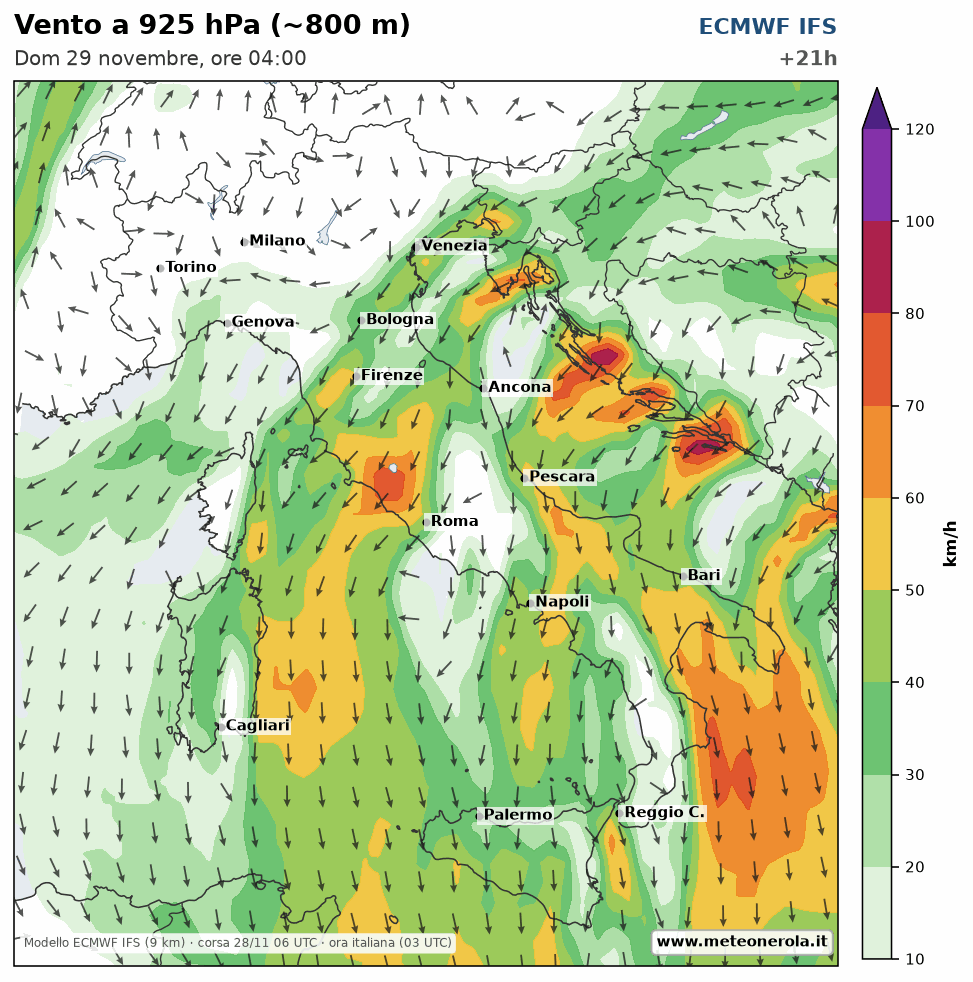 Vento a 925 hPa (~800 m)
ECMWF IFS
Dom 29 novembre, ore 04:00
+21h
Venezia
Milano
Torino
Genova
Bologna
Firenze
Ancona
Pescara
Roma
Bari
Napoli
Cagliari
Palermo
Reggio C.
120
100
80
70
60
50
40
30
20
10
km/h
Modello ECMWF IFS (9 km) · corsa 28/11 06 UTC · ora italiana (03 UTC)
www.meteonerola.it